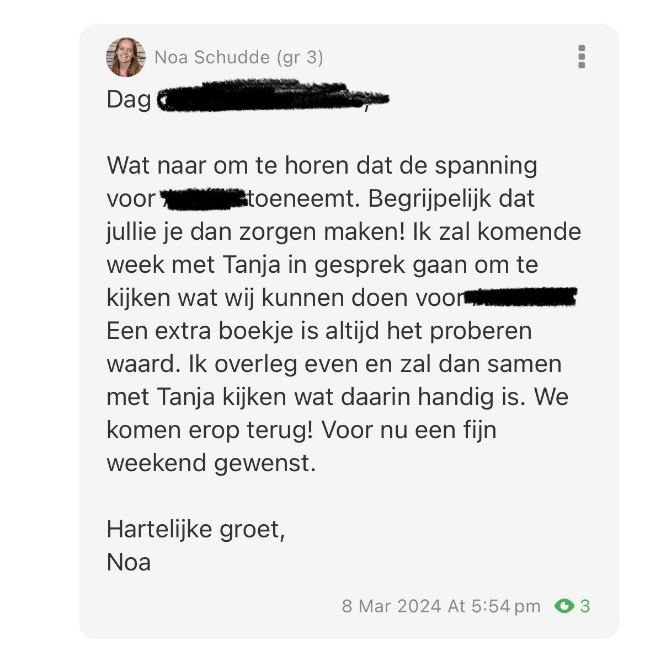 Noa Schudde (gr 3)
Dag
Wat naar om te horen dat de spanning
voor toeneemt. Begrijpelijk dat
jullie je dan zorgen maken! Ik zal komende
week met Tanja in gesprek gaan om te
kijken wat wij kunnen doen voor
Een extra boekje is altijd het proberen
waard. Ik overleg even en zal dan samen
met Tanja kijken wat daarin handig is. We
komen erop terug! Voor nu een fijn
weekend gewenst.
Hartelijke groet,
Noa
8 Mar 2024 At 5:54 pm 3